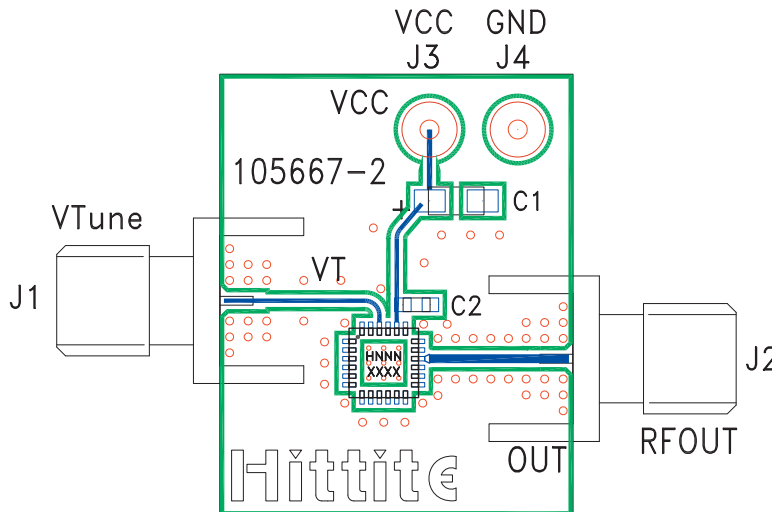 VCC GND
J3 J4
VCC
105667-2
C1
VTune
VT
J1
C2
HNNN
XXXX
J2
RFOUT
OUT
Hittite